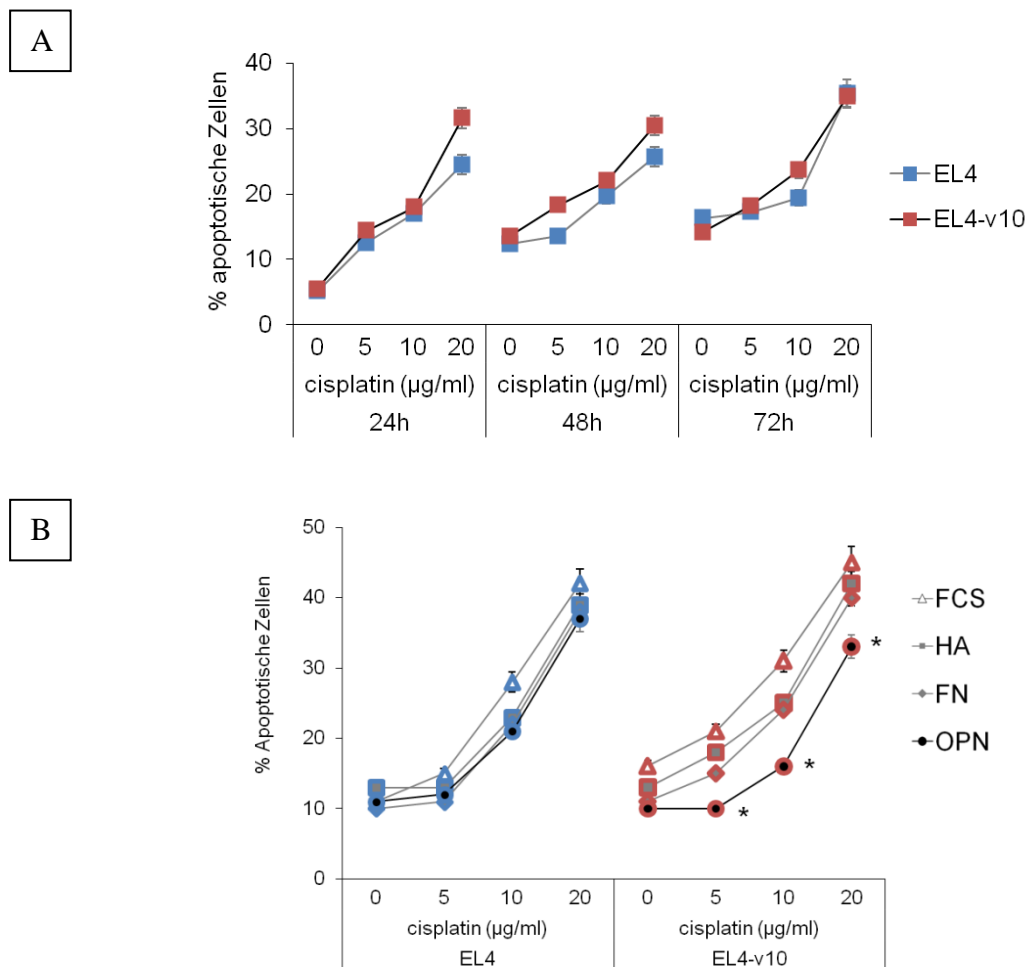 A
40
30
20
10
0
% apoptotische Zellen
0 5 10 20 0 5 10 20 0 5 10 20
cisplatin (µg/ml) cisplatin (µg/ml) cisplatin (µg/ml)
24h 48h 72h
EL4
EL4-v10
B
50
40
30
20
10
0
% Apoptotische Zellen
*
*
*
0 5 10 20 0 5 10 20
cisplatin (µg/ml) cisplatin (µg/ml)
EL4 EL4-v10
FCS
HA
FN
OPN